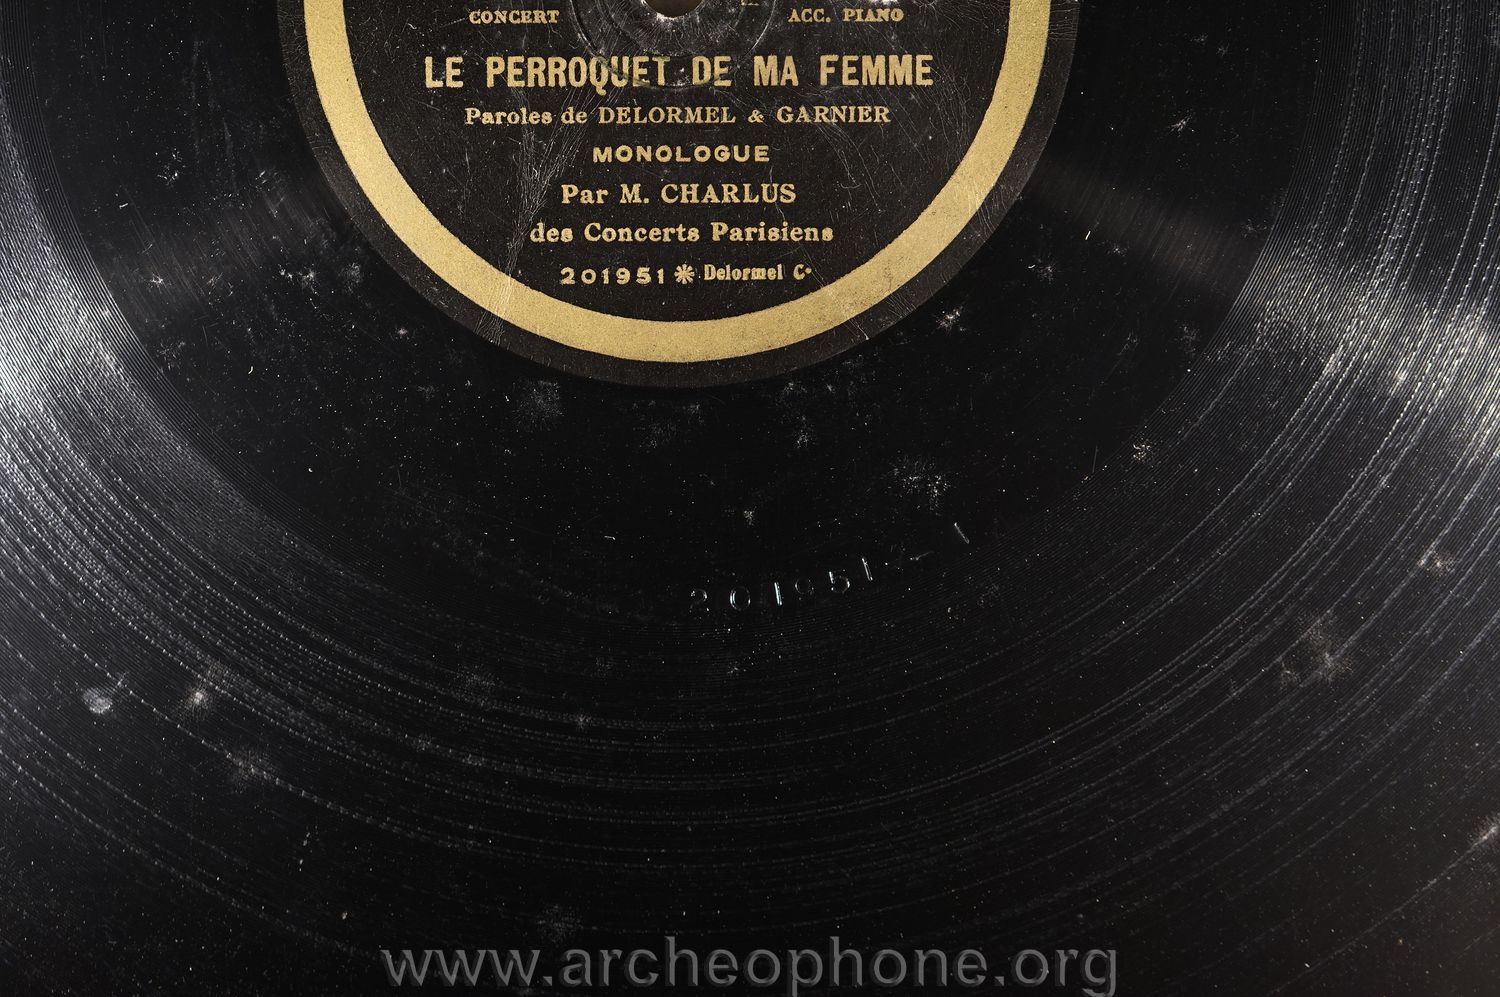 CONCERT ACC. PIANO
LE PERROQUET DE MA FEMME
Paroles de DELORMEL & GARNIER
MONOLOGUE
Par M. CHARLUS
des Concerts Parisiens
201951 * Delormel C.
201951 - 1
www.archeophone.org